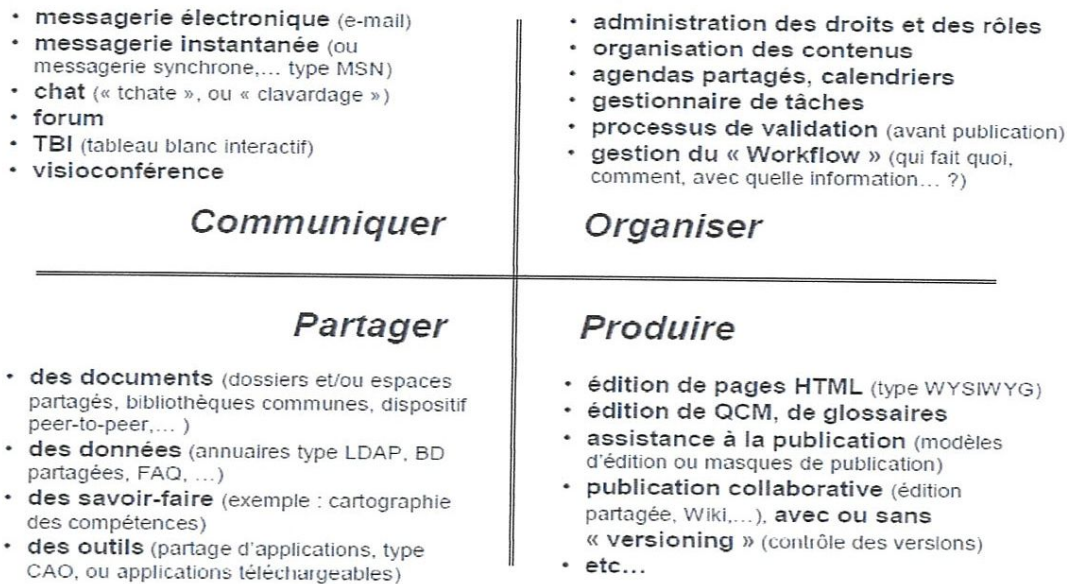 • messagerie électronique (e-mail)
• messagerie instantanée (ou
messagerie synchrone,... type MSN)
• chat (« tchate », ou « clavardage »)
• forum
• TBI (tableau blanc interactif)
• visioconférence
Communiquer
• administration des droits et des rôles
• organisation des contenus
• agendas partagés, calendriers
• gestionnaire de tâches
• processus de validation (avant publication)
• gestion du « Workflow » (qui fait quoi,
comment, avec quelle information... ?)
Organiser
Partager
• des documents (dossiers et/ou espaces
partagés, bibliothèques communes, dispositif
peer-to-peer,... )
• des données (annuaires type LDAP, BD
partagées, FAQ, ...)
• des savoir-faire (exemple : cartographie
des compétences)
• des outils (partage d'applications, type
CAO, ou applications téléchargeables)
Produire
• édition de pages HTML (type WYSIWYG)
• édition de QCM, de glossaires
• assistance à la publication (modèles
d'édition ou masques de publication)
• publication collaborative (édition
partagée, Wiki,...), avec ou sans
« versioning » (contrôle des versions)
• etc...